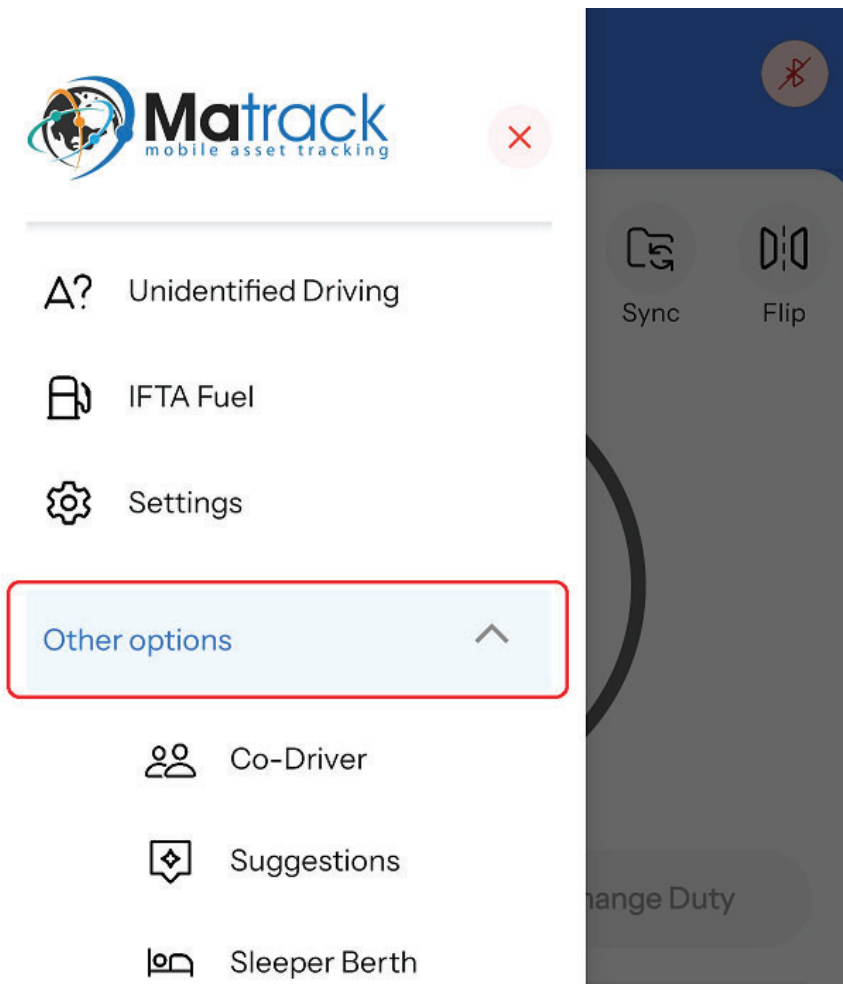 Matrack
mobile asset tracking
A? Unidentified Driving
IFTA Fuel
Settings
Other options
Co-Driver
Suggestions
Sleeper Berth
Sync
Flip
hange Duty